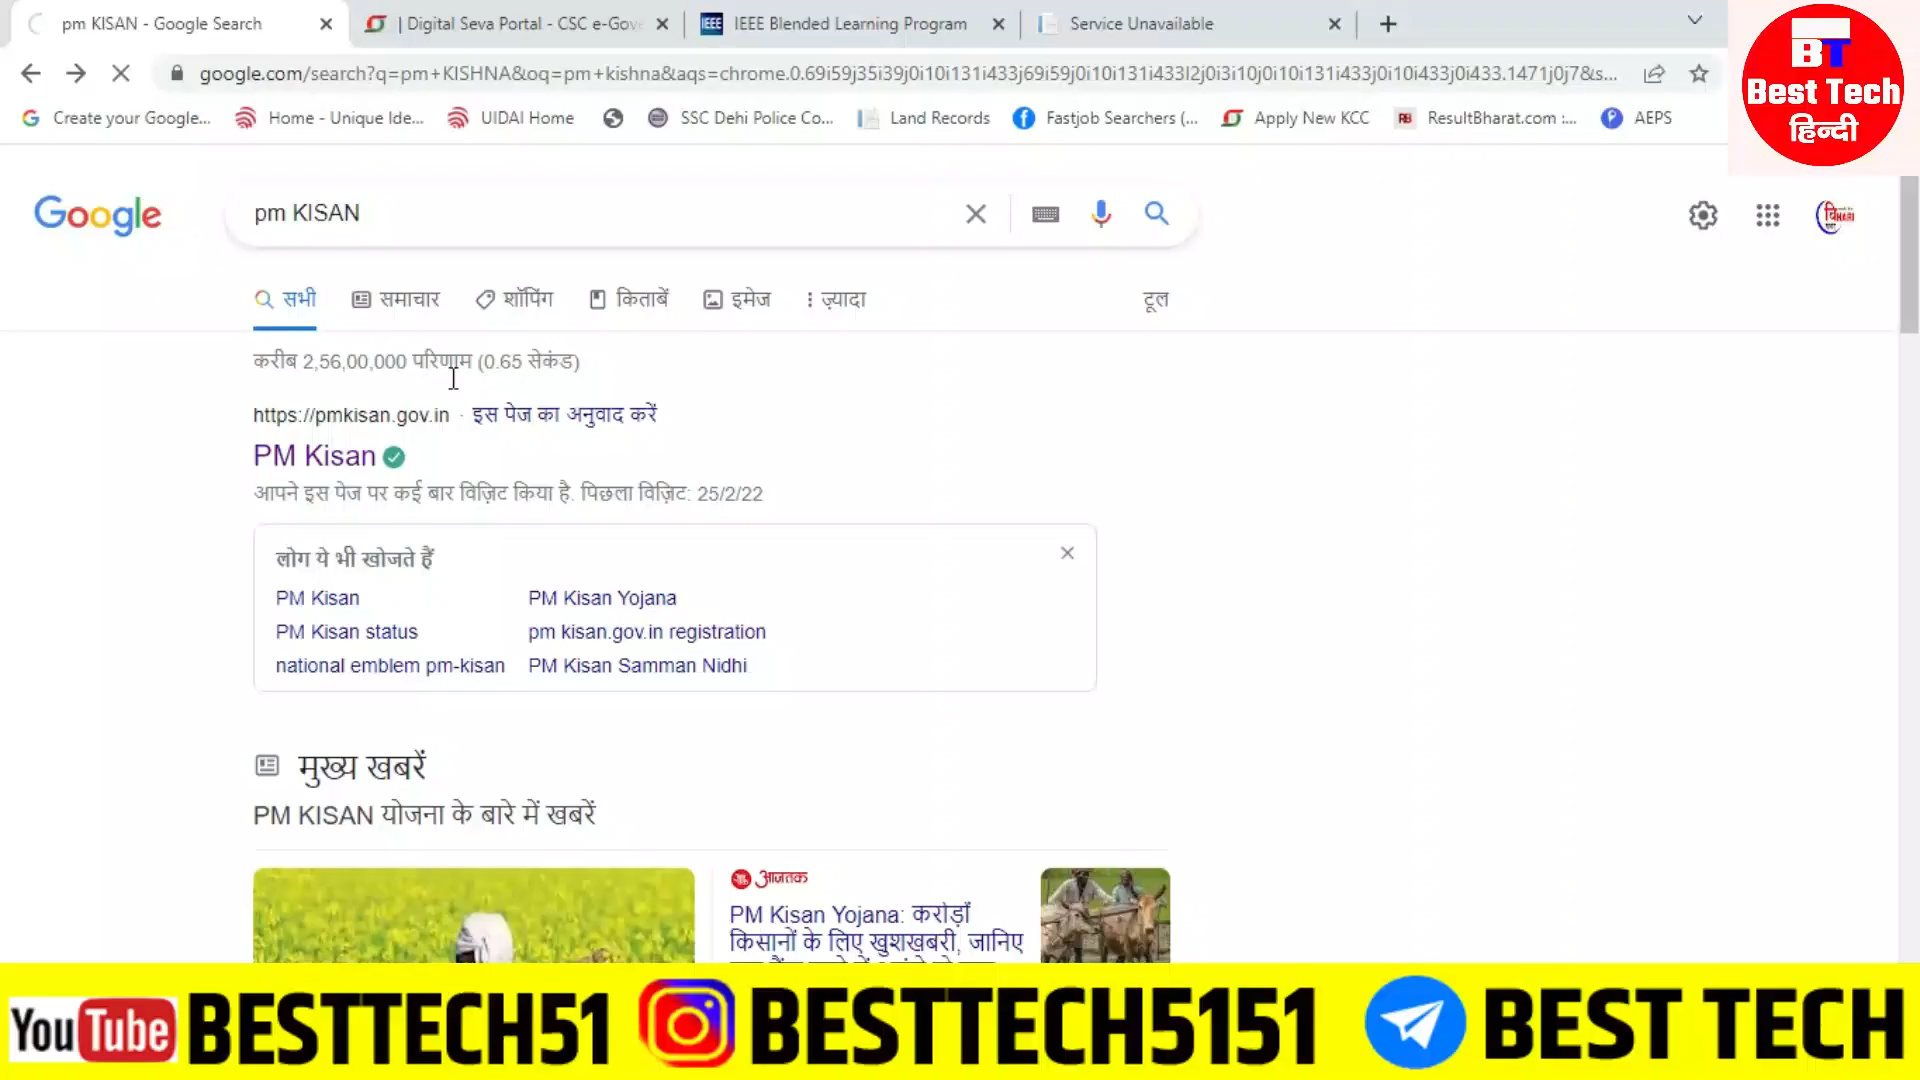 pm KISAN - Google Search
| Digital Seva Portal - CSC e-Gov
IEEE Blended Learning Program
Service Unavailable
google.com/search?q=pm+KISHNA&oq=pm+kishna&aqs=chrome.0.69i59j35i39j0i10i131i433j69i59j0i10i131i433l2j0i3i10j0i10i131i433j0i10i433j0i433.1471j0j7&s...
Create your Google...
Home - Unique Ide...
UIDAI Home
SSC Dehi Police Co...
Land Records
Fastjob Searchers (...
Apply New KCC
RB
ResultBharat.com :...
AEPS
BT
Best Tech
हिन्दी
Google
pm KISAN
सभी
समाचार
शॉपिंग
किताबें
इमेज
ज़्यादा
टूल
करीब 2,56,00,000 परिणाम (0.65 सेकंड)
https://pmkisan.gov.in · इस पेज का अनुवाद करें
PM Kisan
आपने इस पेज पर कई बार विज़िट किया है. पिछला विज़िट: 25/2/22
लोग ये भी खोजते हैं
PM Kisan
PM Kisan Yojana
PM Kisan status
pm kisan.gov.in registration
national emblem pm-kisan
PM Kisan Samman Nidhi
मुख्य खबरें
PM KISAN योजना के बारे में खबरें
आजतक
PM Kisan Yojana: करोड़ों
किसानों के लिए खुशखबरी, जानिए
YouTube
BESTTECH51
BESTTECH5151
BEST TECH